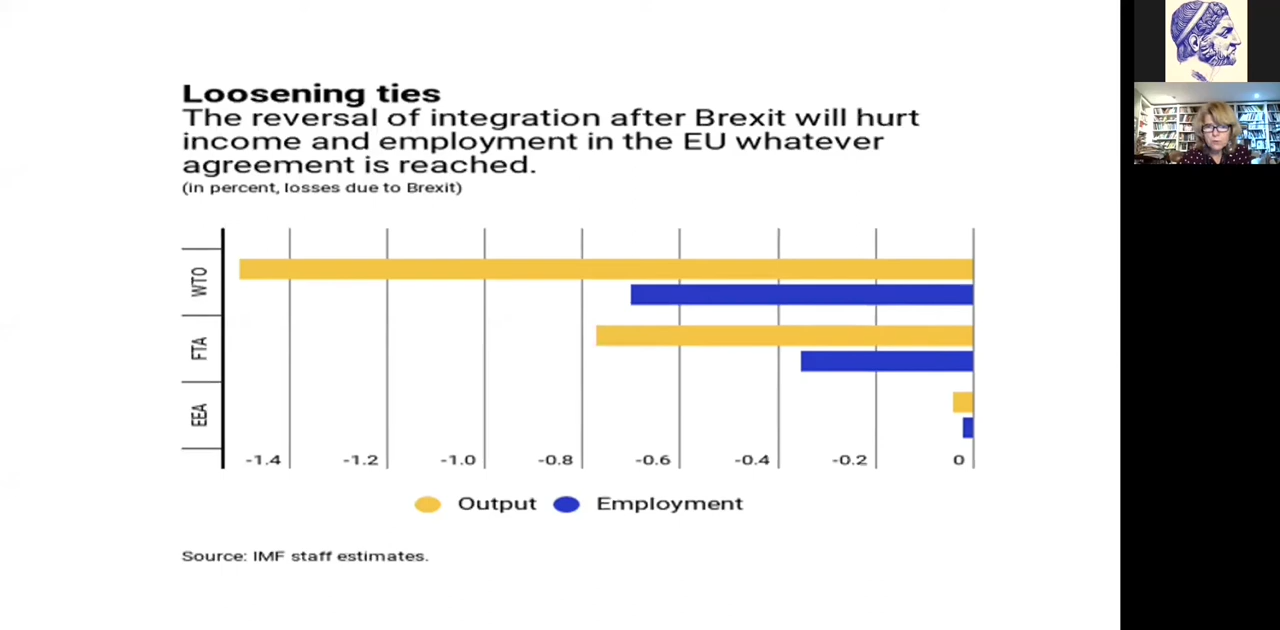 Loosening ties
The reversal of integration after Brexit will hurt
income and employment in the EU whatever
agreement is reached.
(in percent, losses due to Brexit)
WTO
FTA
EEA
-1.4 -1.2 -1.0 -0.8 -0.6 -0.4 -0.2 0
Output Employment
Source: IMF staff estimates.